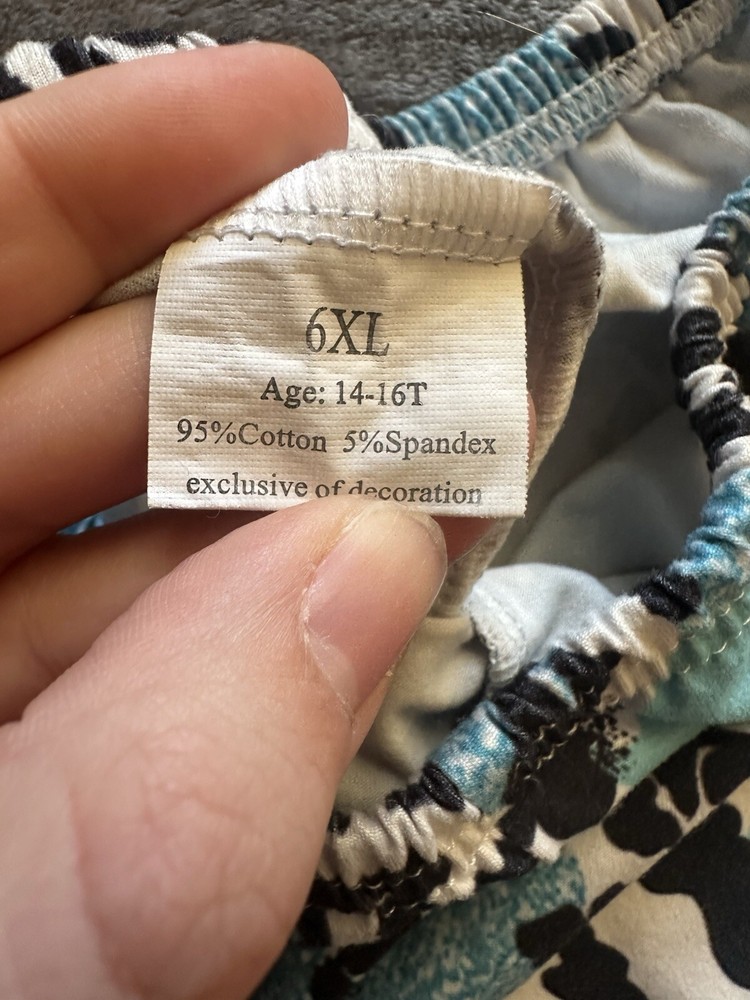 6XL
Age: 14-16T
95%Cotton 5%Spandex
exclusive of decoration